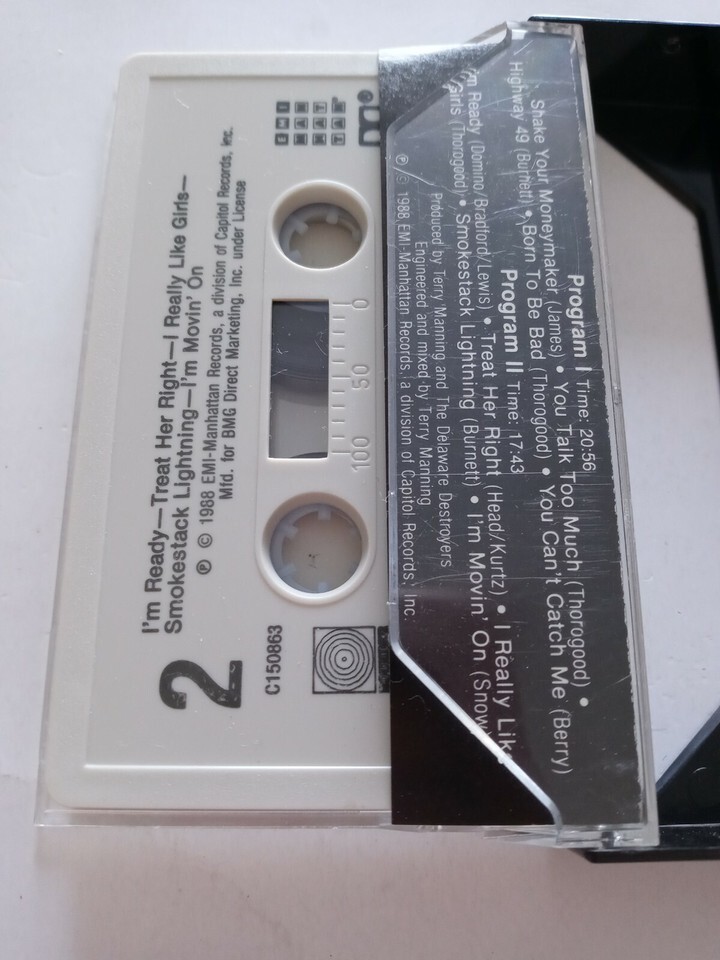 I'm Ready—Treat Her Right—I Really Like Girls—
Smokestack Lightning—I'm Movin' On
℗ © 1988 EMI-Manhattan Records, a division of Capitol Records, Inc.
Mfd. for BMG Direct Marketing, Inc. under License
2
C150863
0 50 100
EMI
MAN
HAT
TAN
Program I Time: 20:56
Shake Your Moneymaker (James) • You Talk Too Much (Thorogood) •
Highway 49 (Burnett) • Born To Be Bad (Thorogood) • You Can't Catch Me (Berry)
Program II Time: 17:43
I'm Ready (Domino/Bradford/Lewis) • Treat Her Right (Head/Kurtz) • I Really Like
Girls (Thorogood) • Smokestack Lightning (Burnett) • I'm Movin' On (Snow)
Produced by Terry Manning and The Delaware Destroyers
Engineered and mixed by Terry Manning
℗ © 1988 EMI-Manhattan Records, a division of Capitol Records, Inc.